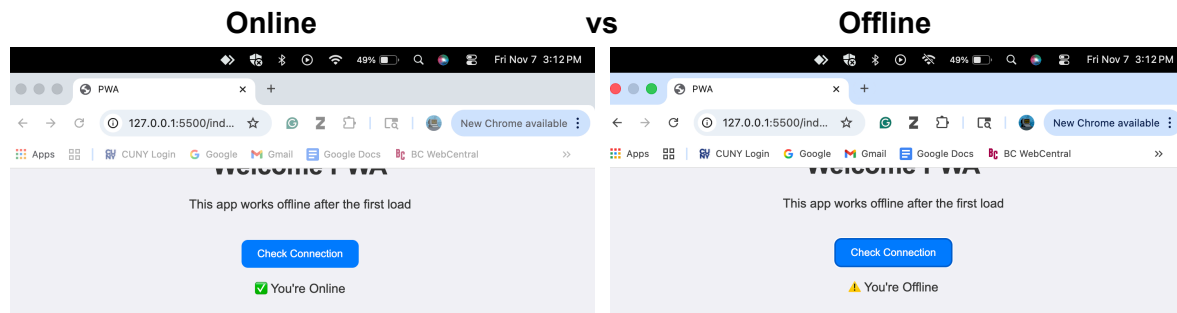 Online vs Offline
49% Fri Nov 7 3:12 PM
PWA
127.0.0.1:5500/ind... New Chrome available
Apps CUNY Login Google Gmail Google Docs BC WebCentral
Welcome PWA
This app works offline after the first load
Check Connection
You're Online
49% Fri Nov 7 3:12 PM
PWA
127.0.0.1:5500/ind... New Chrome available
Apps CUNY Login Google Gmail Google Docs BC WebCentral
Welcome PWA
This app works offline after the first load
Check Connection
You're Offline